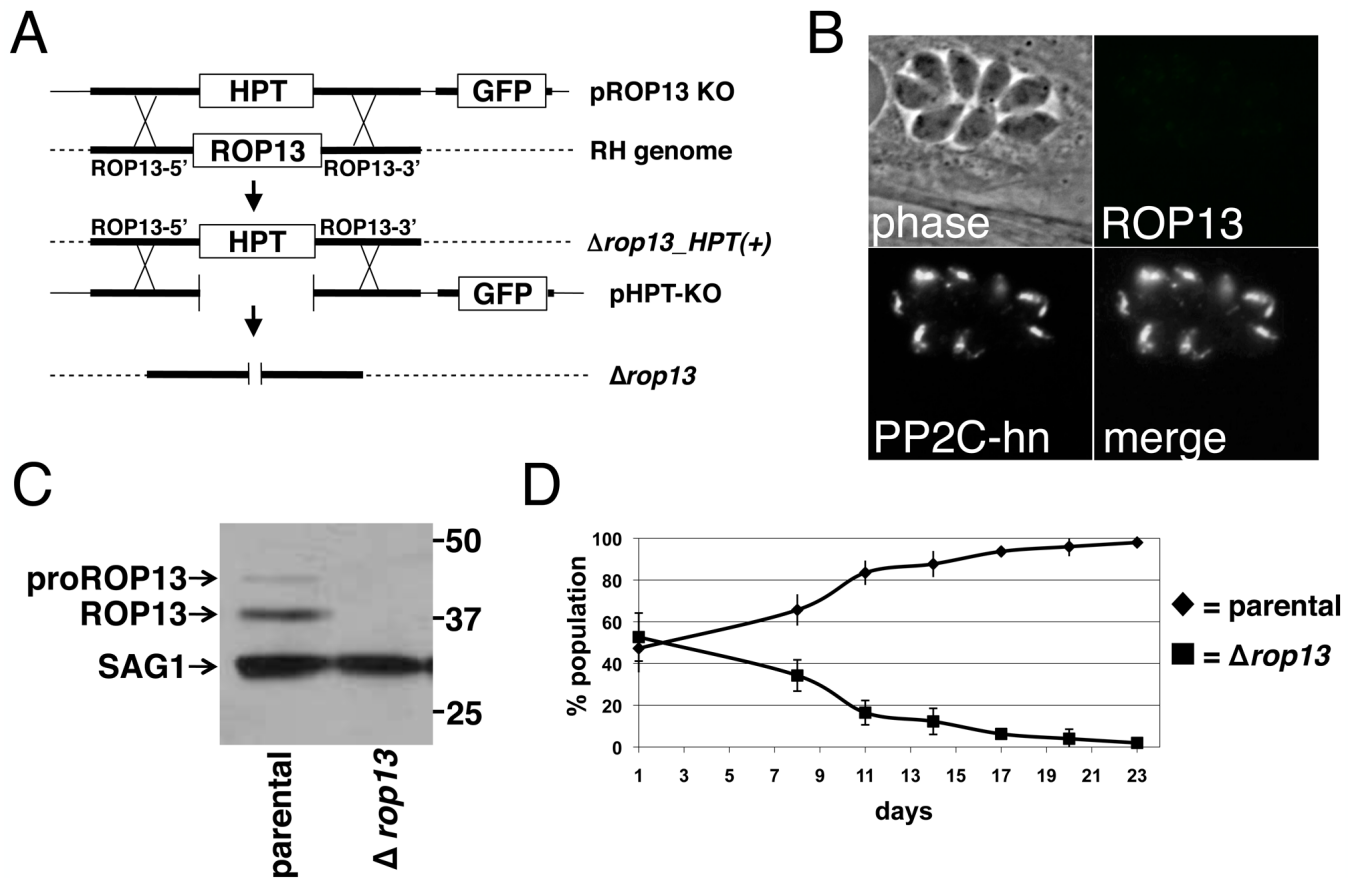 A
HPT
GFP
pROP13 KO
ROP13
RH genome
ROP13-5’
ROP13-3’
ROP13-5’
ROP13-3’
HPT
Δrop13_HPT(+)
GFP
pHPT-KO
Δrop13
B
phase
ROP13
PP2C-hn
merge
C
proROP13
ROP13
SAG1
-50
-37
-25
parental
Δ rop13
D
% population
100
80
60
40
20
0
1 3 5 7 9 11 13 15 17 19 21 23
days
= parental
= Δrop13